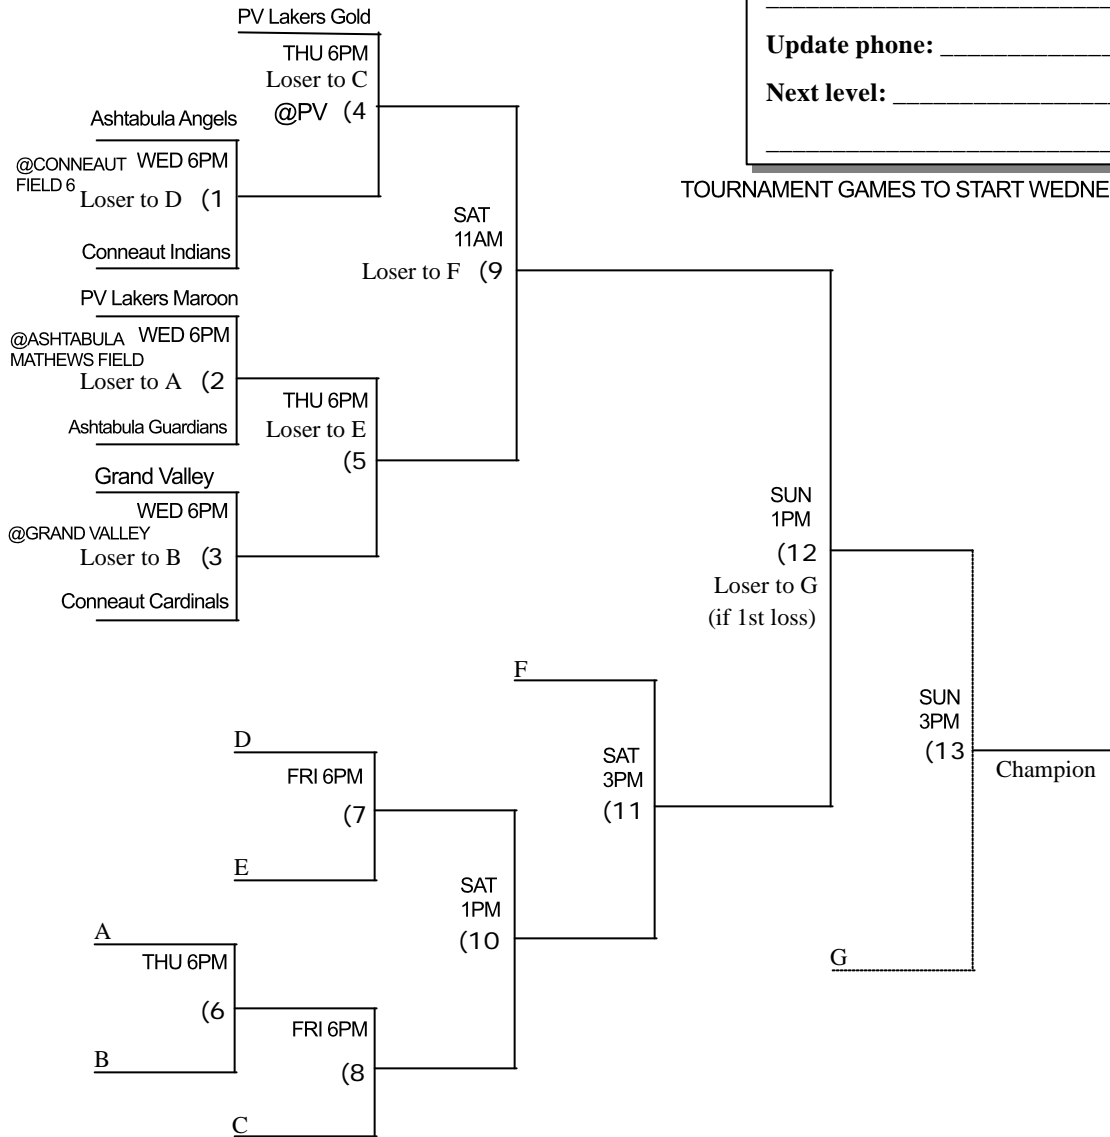 PV Lakers Gold
THU 6PM
Loser to C
@PV (4
Update phone: ______________
Next level: __________________
Ashtabula Angels
@CONNEAUT
FIELD 6
WED 6PM
Loser to D (1
Conneaut Indians
TOURNAMENT GAMES TO START WEDNE
SAT
11AM
Loser to F (9
PV Lakers Maroon
@ASHTABULA
MATHEWS FIELD
WED 6PM
Loser to A (2
Ashtabula Guardians
THU 6PM
Loser to E
(5
Grand Valley
WED 6PM
@GRAND VALLEY
Loser to B (3
Conneaut Cardinals
SUN
1PM
(12
Loser to G
(if 1st loss)
F
SAT
3PM
(11
SUN
3PM
(13
Champion
D
FRI 6PM
(7
E
SAT
1PM
(10
A
THU 6PM
(6
B
FRI 6PM
(8
C
G